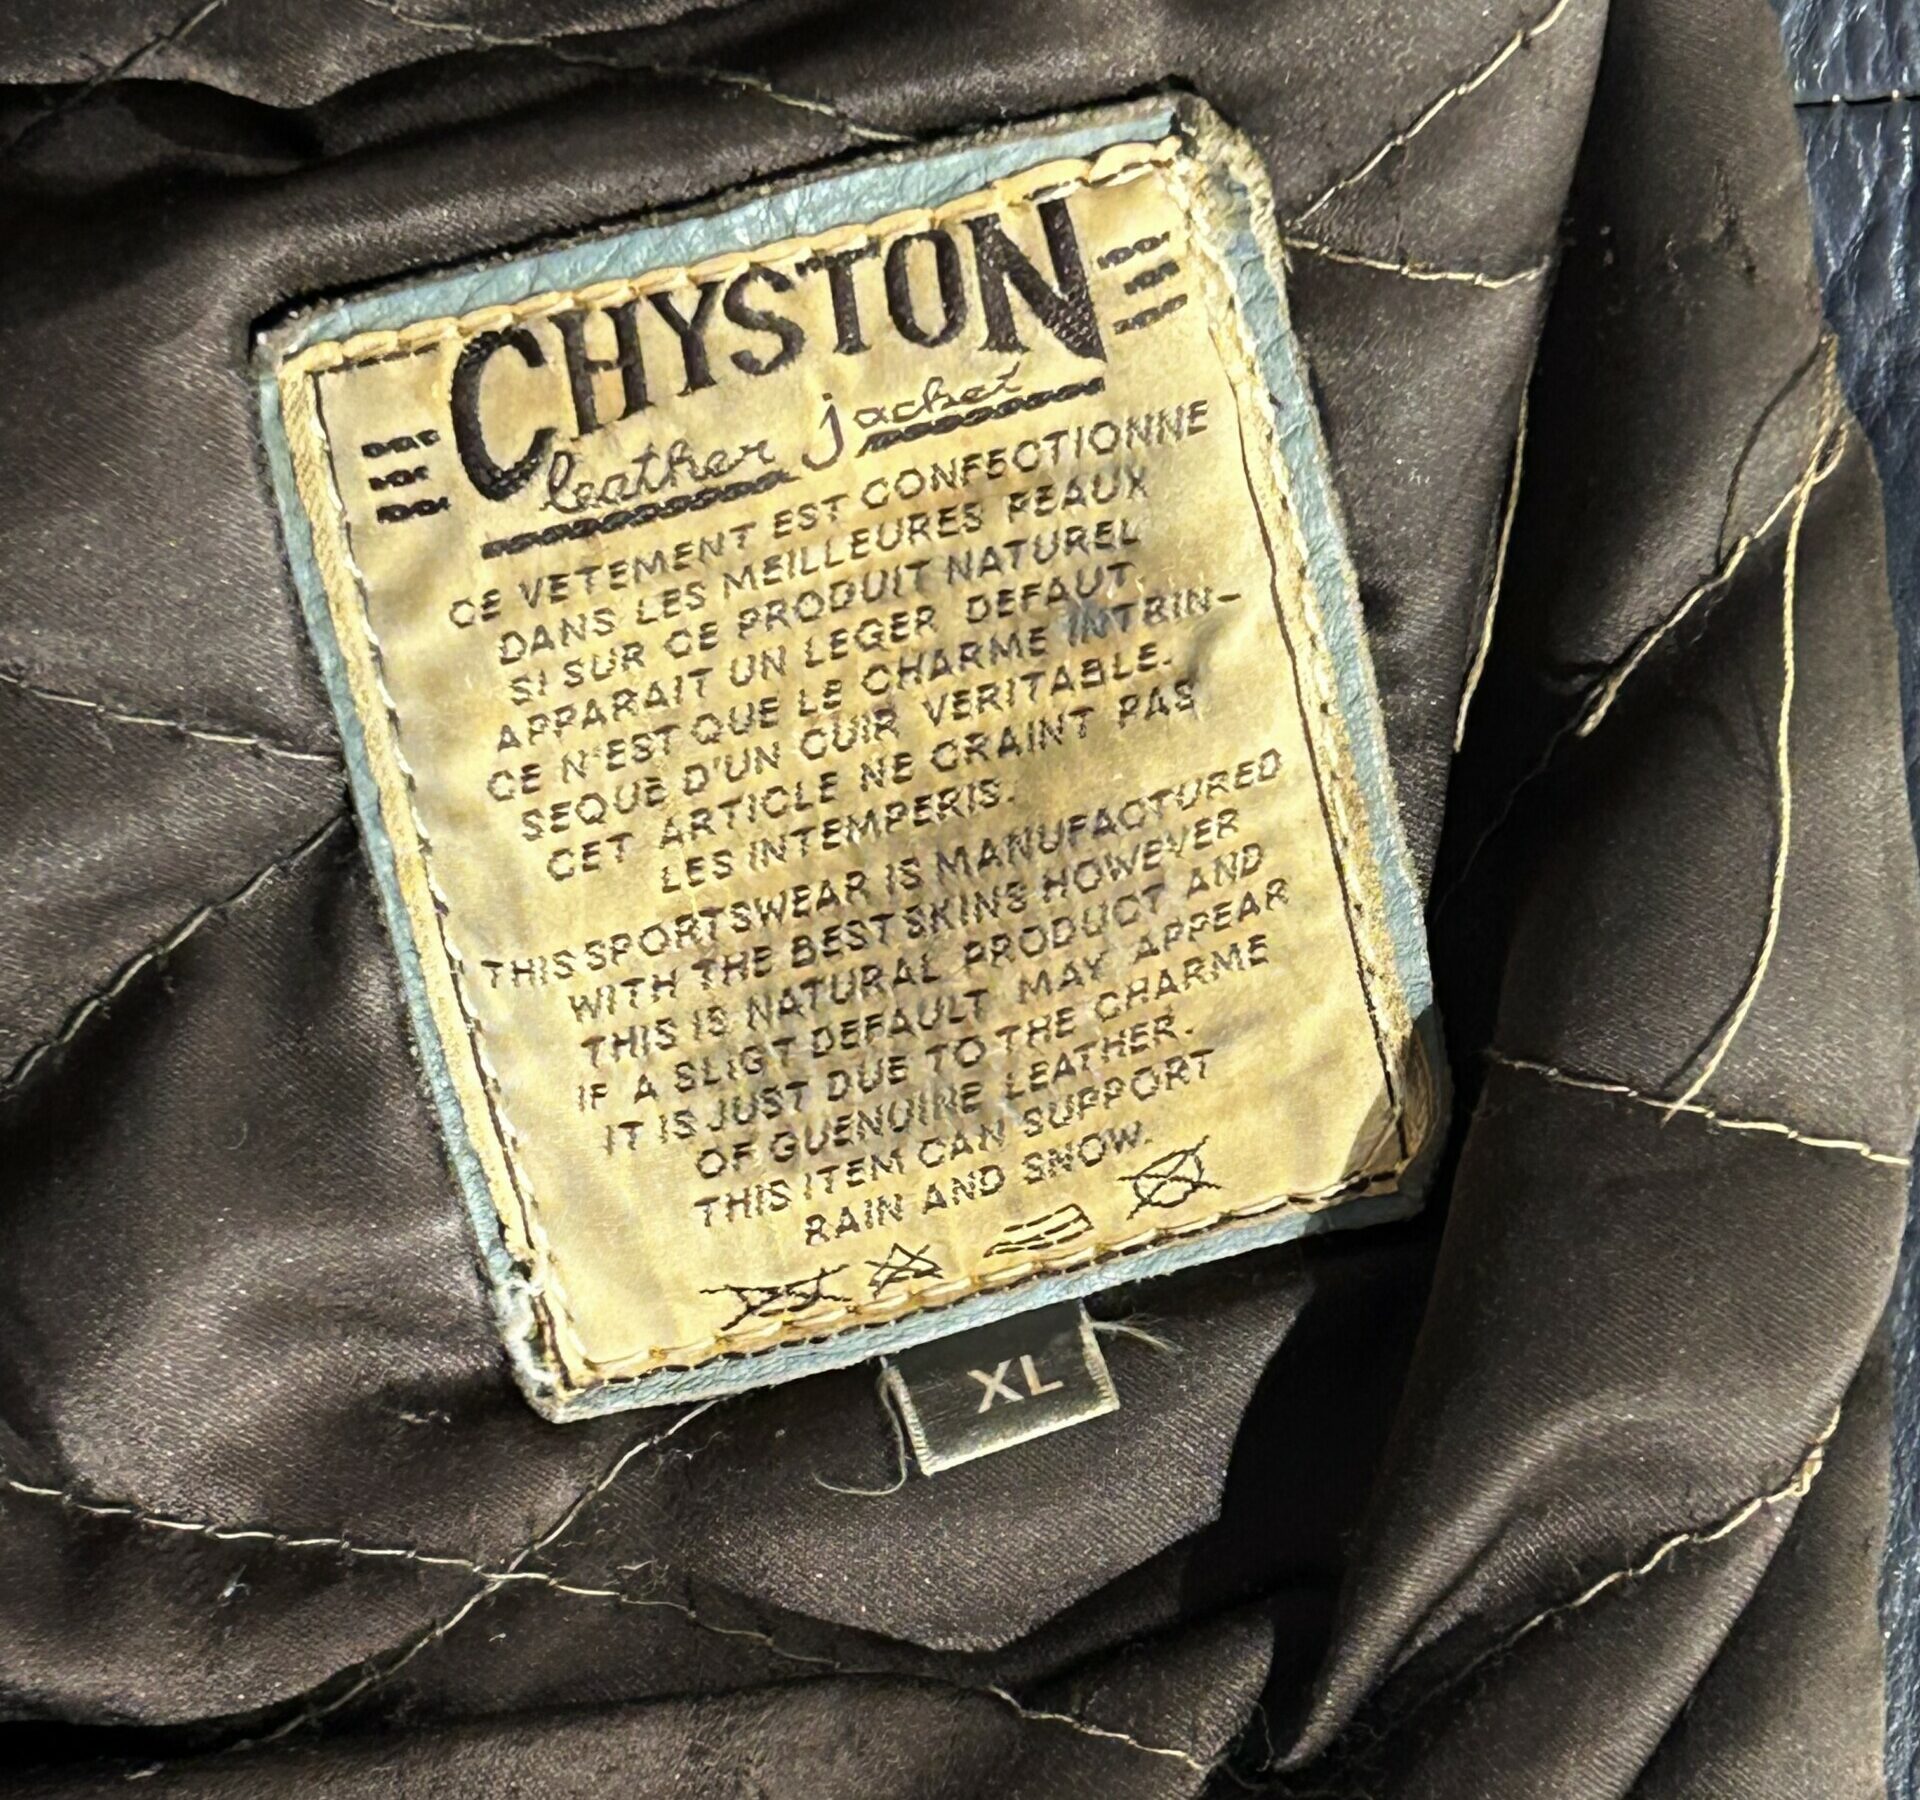 CHYSTON
leather jacket
CE VETEMENT EST CONFECTIONNE
DANS LES MEILLEURES PEAUX
SI SUR CE PRODUIT NATUREL
APPARAIT UN LEGER DEFAUT
CE N'EST QUE LE CHARME INTRIN-
SEQUE D'UN CUIR VERITABLE.
CET ARTICLE NE CRAINT PAS
LES INTEMPERIS.
THIS SPORTSWEAR IS MANUFACTURED
WITH THE BEST SKINS HOWEVER
THIS IS NATURAL PRODUCT AND
IF A SLIGT DEFAULT MAY APPEAR
IT IS JUST DUE TO THE CHARME
OF GUENUINE LEATHER.
THIS ITEM CAN SUPPORT
RAIN AND SNOW.
XL